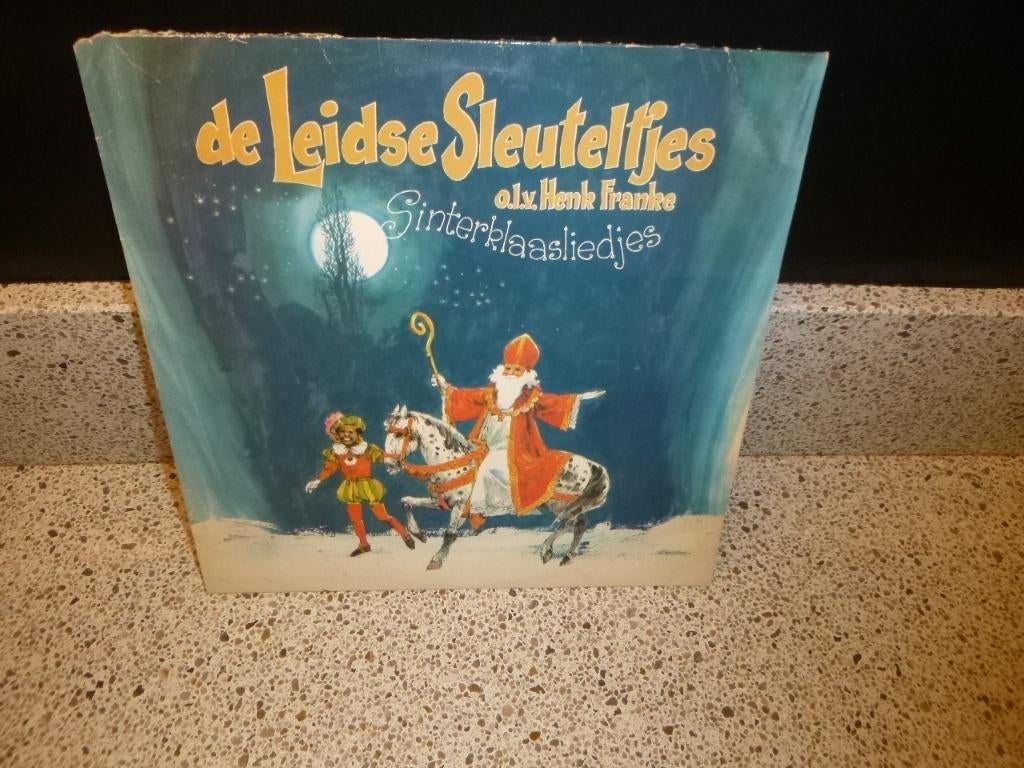 de Leidse Sleuteltjes
o.l.v. Henk Franke
Sinterklaasliedjes